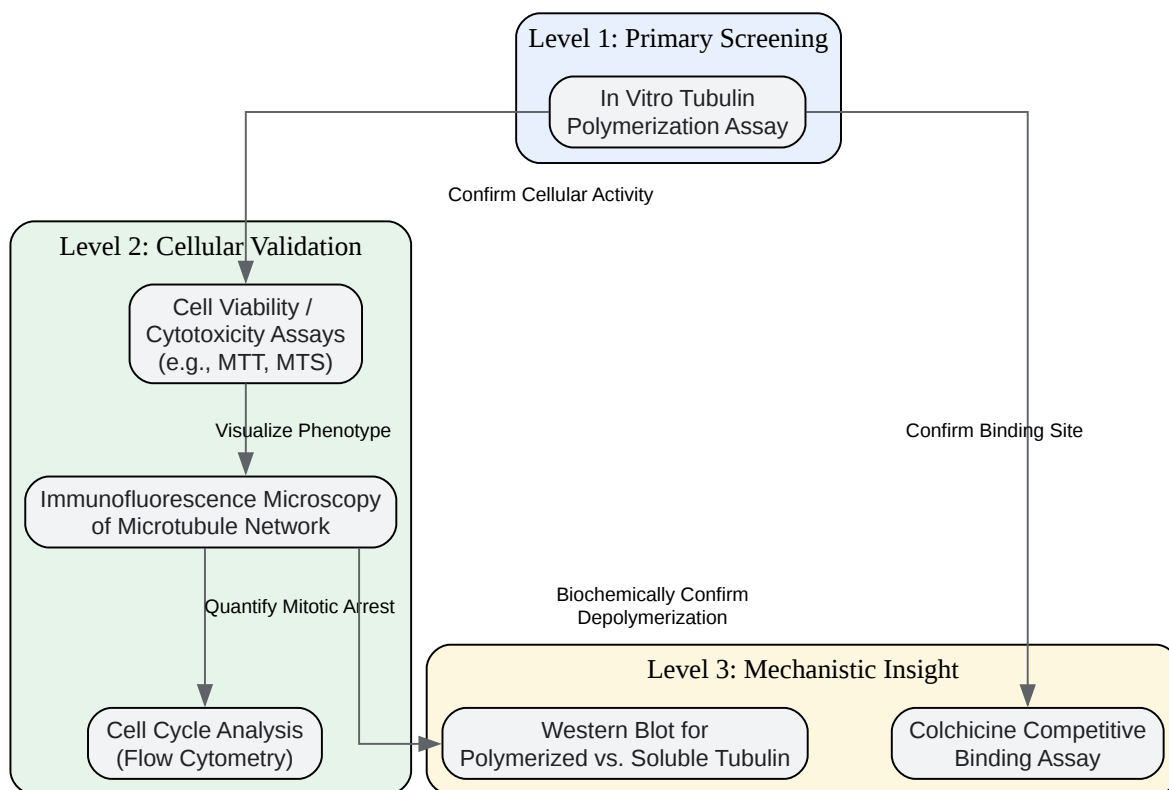 Level 1: Primary Screening
In Vitro Tubulin
Polymerization Assay
Confirm Cellular Activity
Level 2: Cellular Validation
Cell Viability /
Cytotoxicity Assays
(e.g., MTT, MTS)
Visualize Phenotype
Confirm Binding Site
Immunofluorescence Microscopy
of Microtubule Network
Quantify Mitotic Arrest
Biochemically Confirm
Depolymerization
Level 3: Mechanistic Insight
Cell Cycle Analysis
(Flow Cytometry)
Western Blot for
Polymerized vs. Soluble Tubulin
Colchicine Competitive
Binding Assay